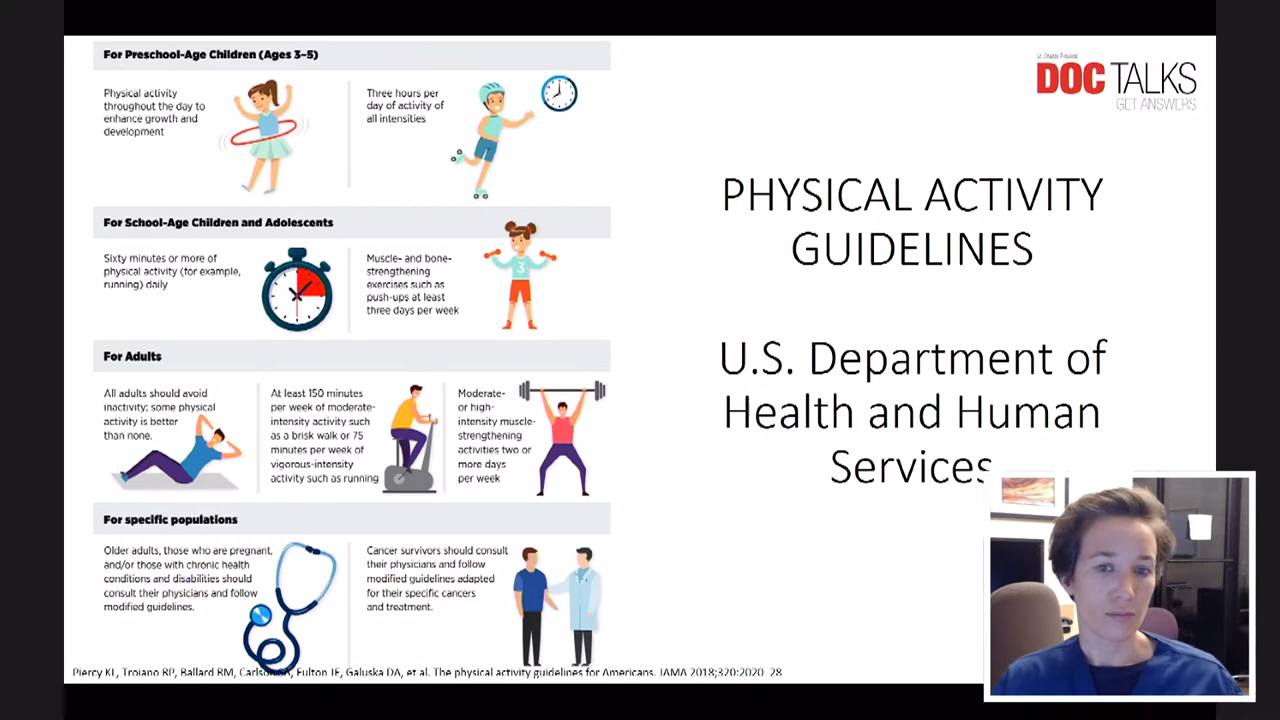 For Preschool-Age Children (Ages 3–5)
Physical activity
throughout the day to
enhance growth and
development
Three hours per
day of activity of
all intensities
For School-Age Children and Adolescents
Sixty minutes or more of
physical activity (for example,
running) daily
Muscle- and bone-
strengthening
exercises such as
push-ups at least
three days per week
3
For Adults
All adults should avoid
inactivity; some physical
activity is better
than none.
At least 150 minutes
per week of moderate-
intensity activity such
as a brisk walk or 75
minutes per week of
vigorous-intensity
activity such as running
Moderate-
or high-
intensity muscle-
strengthening
activities two or
more days
per week
For specific populations
Older adults, those who are pregnant,
and/or those with chronic health
conditions and disabilities should
consult their physicians and follow
modified guidelines.
Cancer survivors should consult
their physicians and follow
modified guidelines adapted
for their specific cancers
and treatment.
Piercy KL, Troiano RP, Ballard RM, Carlson SA, Fulton JE, Galuska DA, et al. The physical activity guidelines for Americans. JAMA 2018;320:2020–28
DOC TALKS
GET ANSWERS
PHYSICAL ACTIVITY
GUIDELINES
U.S. Department of
Health and Human
Services